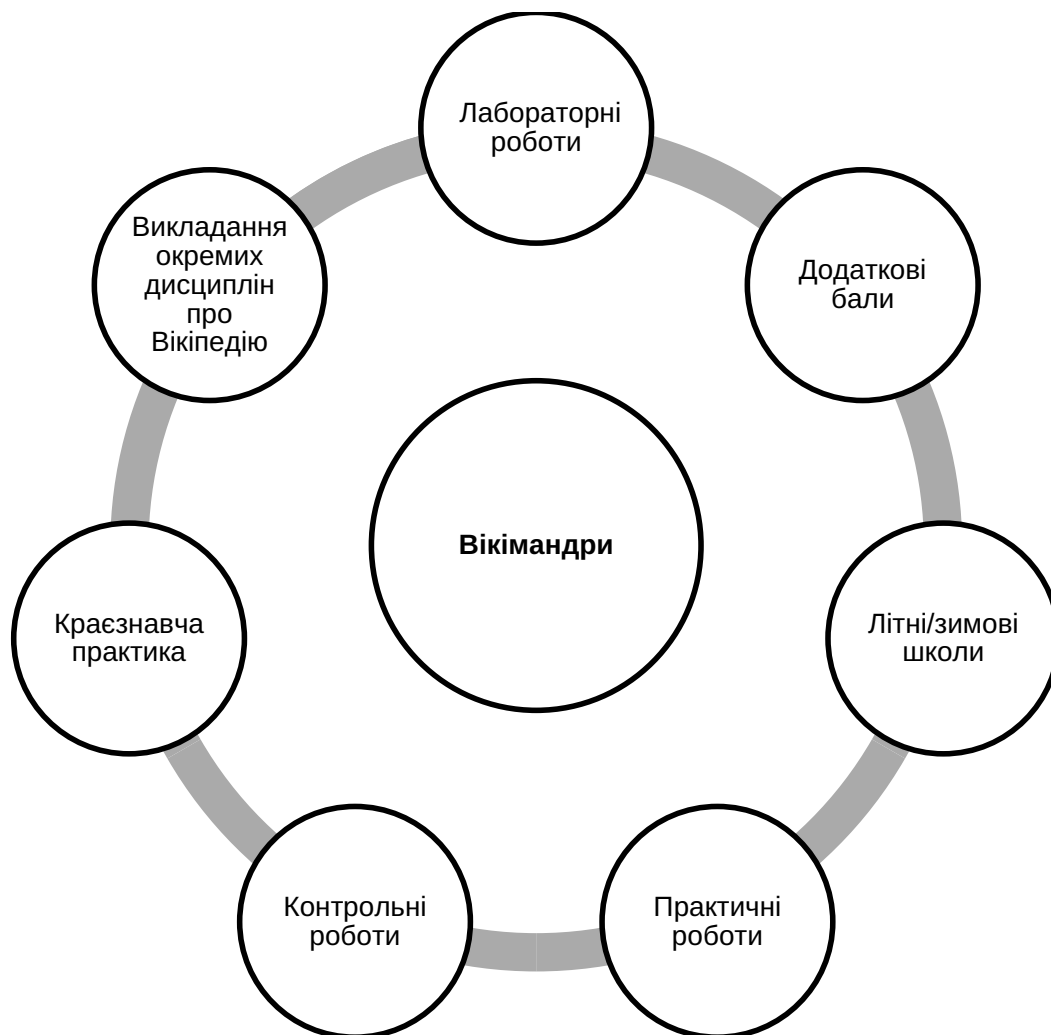 Лабораторні
роботи
Додаткові
бали
Літні/зимові
школи
Практичні
роботи
Контрольні
роботи
Краєзнавча
практика
Викладання
окремих
дисциплін
про
Вікіпедію
Вікімандри